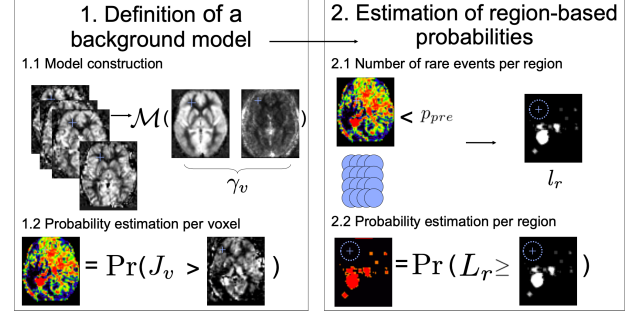 1. Definition of a
background model
1.1 Model construction
ℳ( )
γ_v
1.2 Probability estimation per voxel
= Pr(J_v > )
2. Estimation of region-based
probabilities
2.1 Number of rare events per region
< p_pre
l_r
2.2 Probability estimation per region
=Pr (L_r≥ )